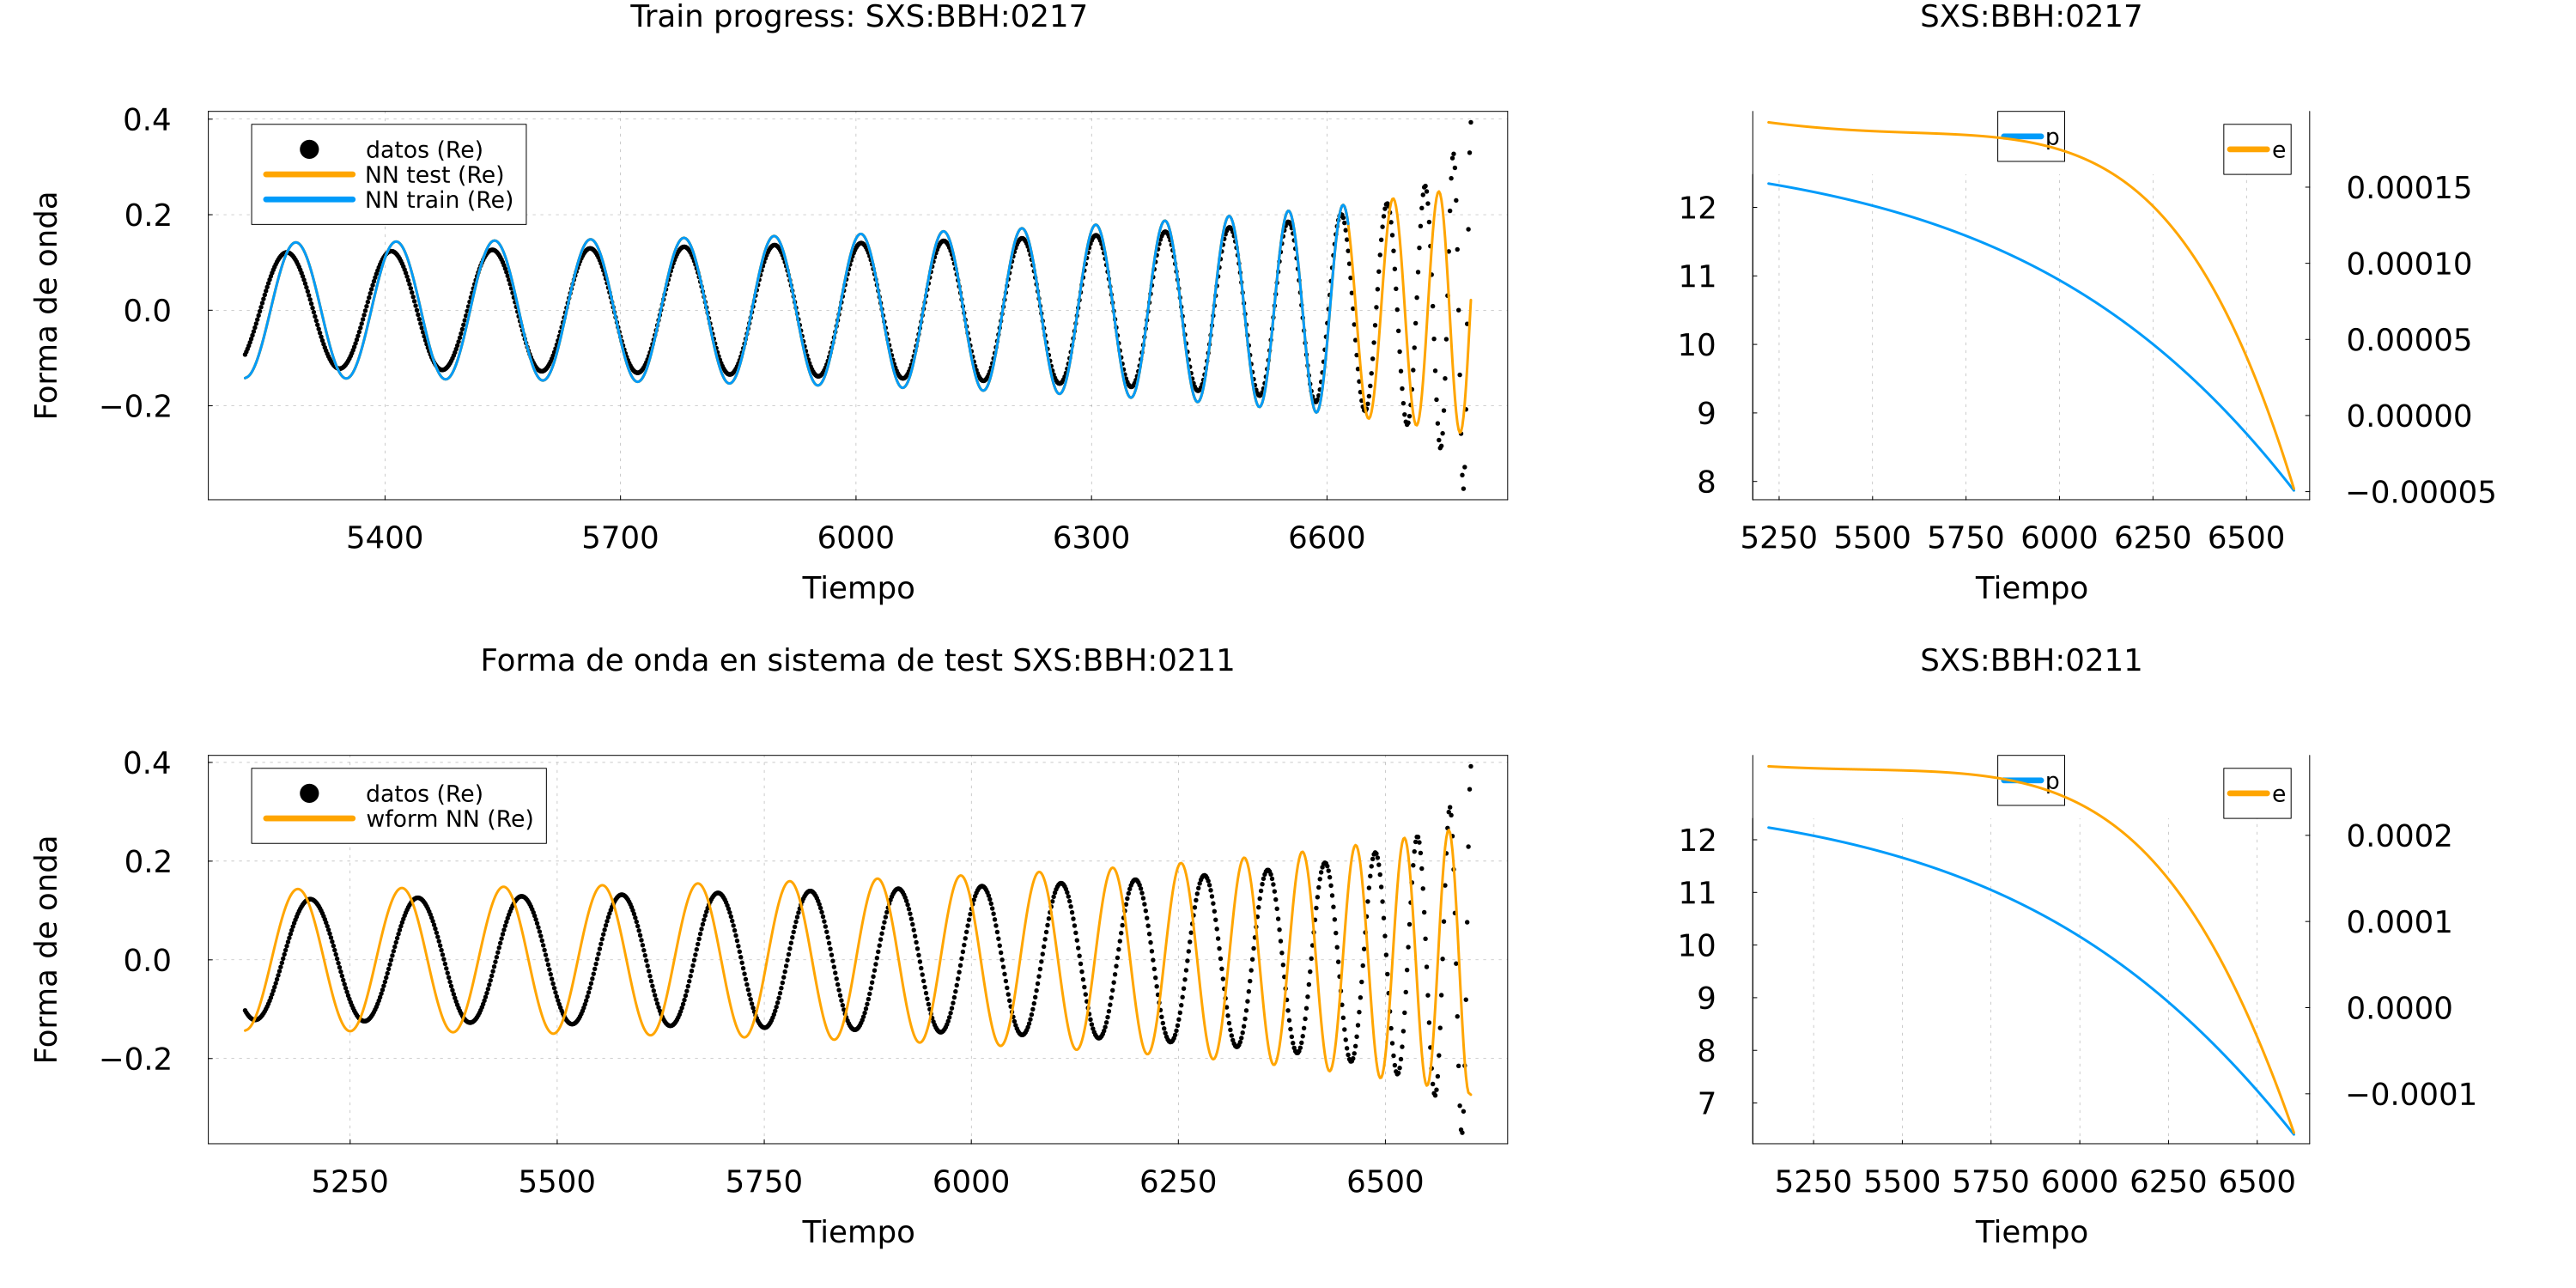 Train progress: SXS:BBH:0217
0.4
0.2
0.0
−0.2
Forma de onda
datos (Re)
NN test (Re)
NN train (Re)
5400 5700 6000 6300 6600
Tiempo
SXS:BBH:0217
12
11
10
9
8
p
e
0.00015
0.00010
0.00005
0.00000
−0.00005
5250 5500 5750 6000 6250 6500
Tiempo
Forma de onda en sistema de test SXS:BBH:0211
0.4
0.2
0.0
−0.2
Forma de onda
datos (Re)
wform NN (Re)
5250 5500 5750 6000 6250 6500
Tiempo
SXS:BBH:0211
12
11
10
9
8
7
p
e
0.0002
0.0001
0.0000
−0.0001
5250 5500 5750 6000 6250 6500
Tiempo